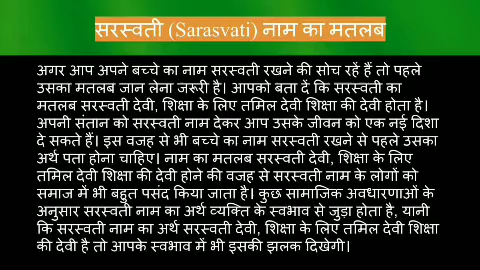 सरस्वती (Sarasvati) नाम का मतलब
अगर आप अपने बच्चे का नाम सरस्वती रखने की सोच रहें हैं तो पहले
उसका मतलब जान लेना जरूरी है। आपको बता दें कि सरस्वती का
मतलब सरस्वती देवी, शिक्षा के लिए तमिल देवी शिक्षा की देवी होता है।
अपनी संतान को सरस्वती नाम देकर आप उसके जीवन को एक नई दिशा
दे सकते हैं। इस वजह से भी बच्चे का नाम सरस्वती रखने से पहले उसका
अर्थ पता होना चाहिए। नाम का मतलब सरस्वती देवी, शिक्षा के लिए
तमिल देवी शिक्षा की देवी होने की वजह से सरस्वती नाम के लोगों को
समाज में भी बहुत पसंद किया जाता है। कुछ सामाजिक अवधारणाओं के
अनुसार सरस्वती नाम का अर्थ व्यक्ति के स्वभाव से जुड़ा होता है, यानी
कि सरस्वती नाम का अर्थ सरस्वती देवी, शिक्षा के लिए तमिल देवी शिक्षा
की देवी है तो आपके स्वभाव में भी इसकी झलक दिखेगी।